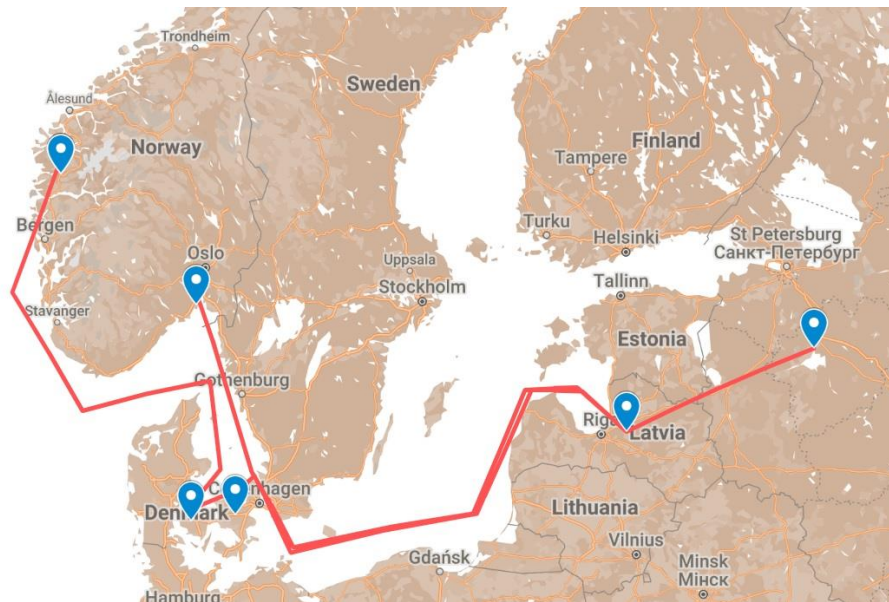 Trondheim
Sweden
Ålesund
Norway
Finland
Tampere
Bergen
Turku
Helsinki
St Petersburg
Санкт-Петербург
Oslo
Uppsala
Stockholm
Tallinn
Stavanger
Estonia
Gothenburg
Riga
Latvia
Denmark
Lithuania
Vilnius
Gdańsk
Minsk
Мінск
Hamburg